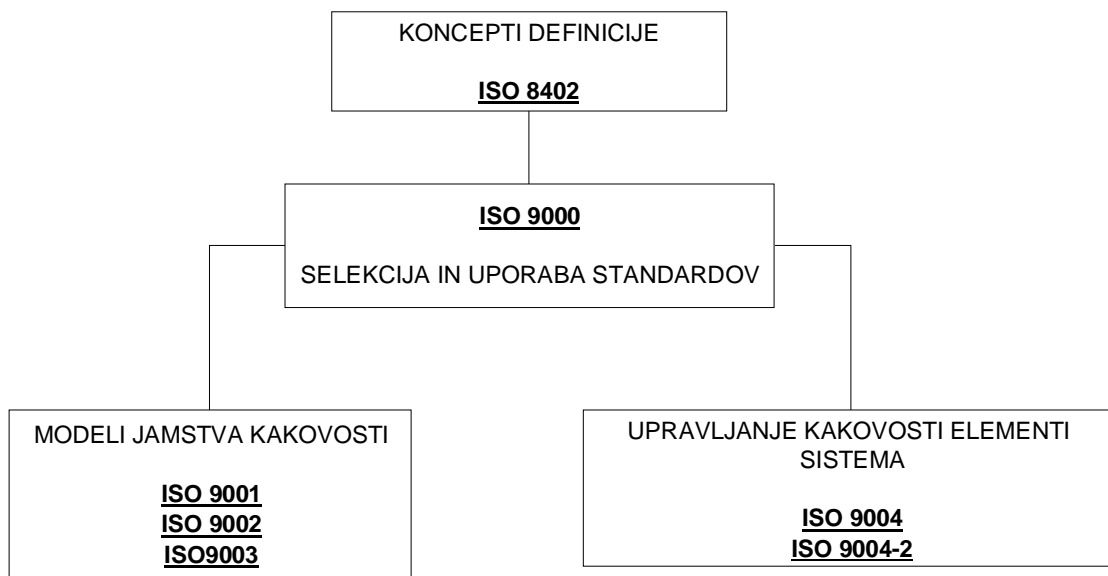 KONCEPTI DEFINICIJE
ISO 8402
ISO 9000
SELEKCIJA IN UPORABA STANDARDOV
MODELI JAMSTVA KAKOVOSTI
ISO 9001
ISO 9002
ISO9003
UPRAVLJANJE KAKOVOSTI ELEMENTI
SISTEMA
ISO 9004
ISO 9004-2